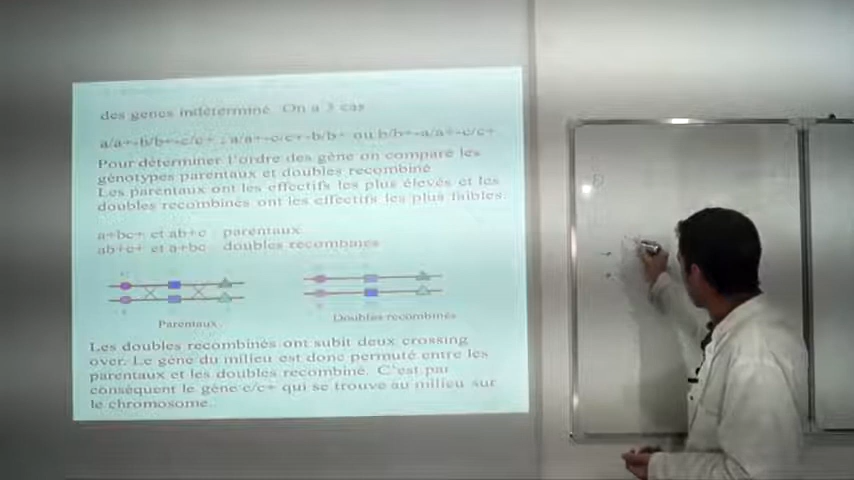 des genes indéterminé. On a 3 cas
a/a+-b/b+-c/c+ ; a/a+-c/c+-b/b+ ou b/b+-a/a+-c/c+
Pour déterminer l'ordre des gène on compare les
génotypes parentaux et doubles recombiné
Les parentaux ont les effectifs les plus élevés et les
doubles recombinés ont les effectifs les plus faibles.
a+bc+ et ab+c : parentaux
ab+c+ et a+bc : doubles recombinés
Parentaux
Doubles recombinés
Les doubles recombinés ont subit deux crossing
over. Le gène du milieu est donc permuté entre les
parentaux et les doubles recombiné. C'est par
conséquent le gène c/c+ qui se trouve au milieu sur
le chromosome.